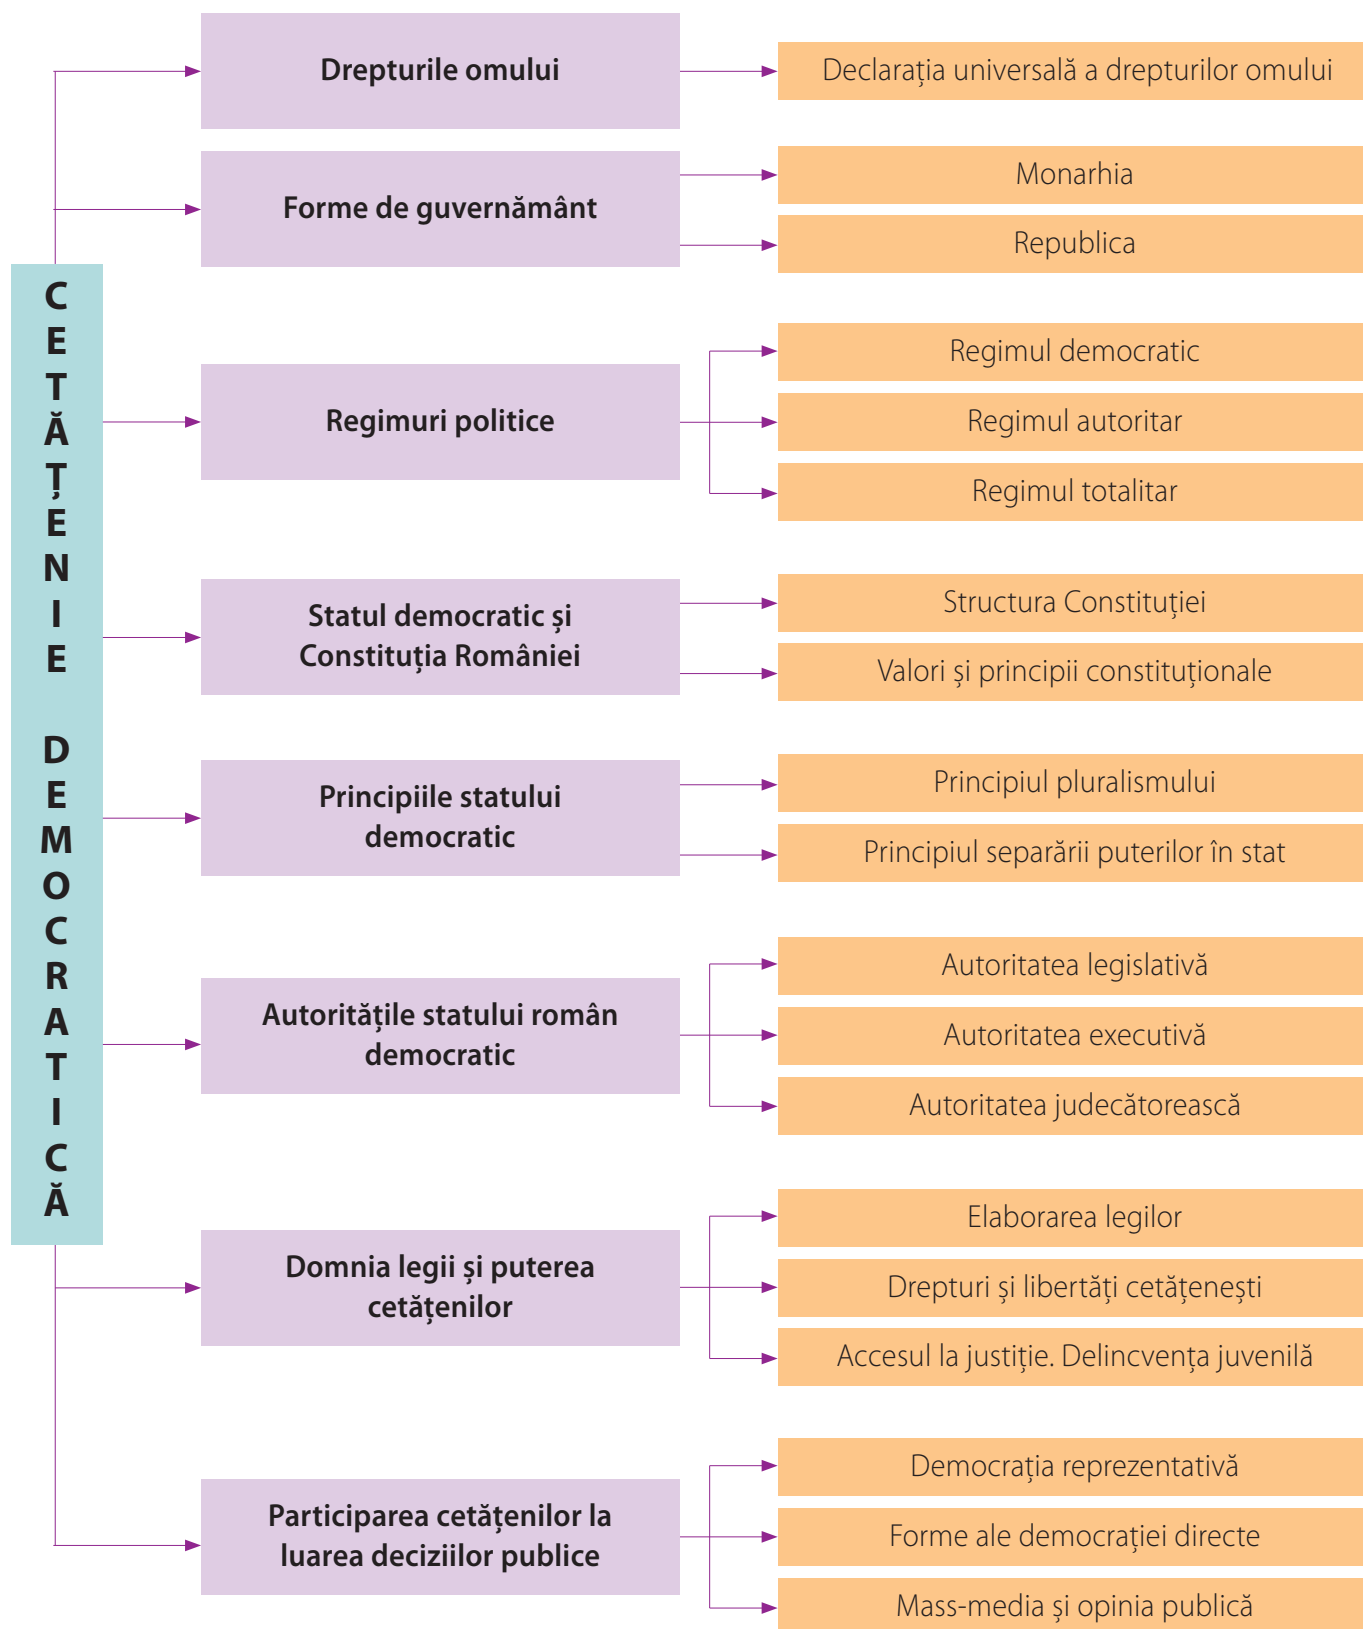 CETĂȚENIE DEMOCRATICĂ
Drepturile omului
Declarația universală a drepturilor omului
Forme de guvernământ
Monarhia
Republica
Regimuri politice
Regimul democratic
Regimul autoritar
Regimul totalitar
Statul democratic și
Constituția României
Structura Constituției
Valori și principii constituționale
Principiile statului
democratic
Principiul pluralismului
Principiul separării puterilor în stat
Autoritățile statului român
democratic
Autoritatea legislativă
Autoritatea executivă
Autoritatea judecătorească
Domnia legii și puterea
cetățenilor
Elaborarea legilor
Drepturi și libertăți cetățenești
Accesul la justiție. Delincvența juvenilă
Participarea cetățenilor la
luarea deciziilor publice
Democrația reprezentativă
Forme ale democrației directe
Mass-media și opinia publică